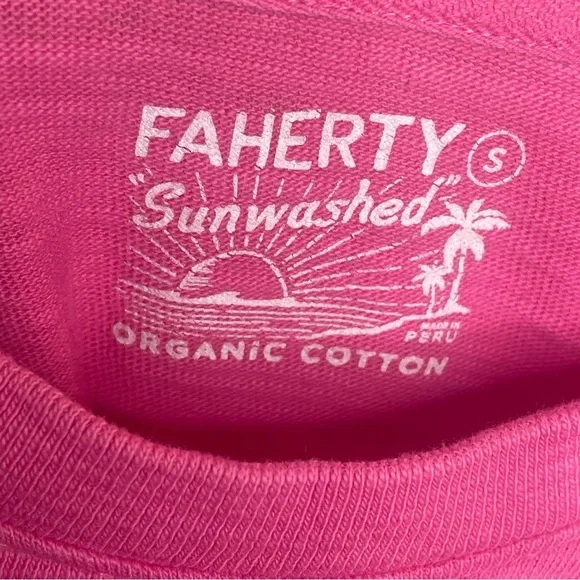 FAHERTY S
"Sunwashed"
MADE IN
PERU
ORGANiC COTTON